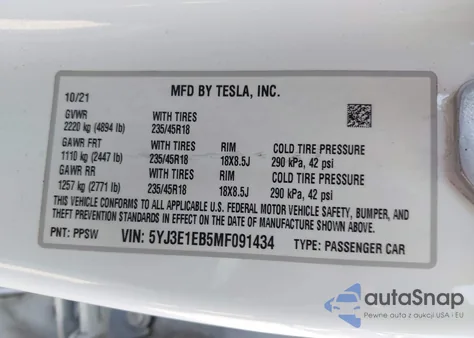 MFD BY TESLA, INC.
10/21
GVWR WITH TIRES
2220 kg (4894 lb) 235/45R18
GAWR FRT WITH TIRES RIM COLD TIRE PRESSURE
1110 kg (2447 lb) 235/45R18 18X8.5J 290 kPa, 42 psi
GAWR RR WITH TIRES RIM COLD TIRE PRESSURE
1257 kg (2771 lb) 235/45R18 18X8.5J 290 kPa, 42 psi
THIS VEHICLE CONFORMS TO ALL APPLICABLE U.S. FEDERAL MOTOR VEHICLE SAFETY, BUMPER, AND
THEFT PREVENTION STANDARDS IN EFFECT ON THE DATE OF MANUFACTURE SHOWN ABOVE.
PNT: PPSW VIN: 5YJ3E1EB5MF091434 TYPE: PASSENGER CAR
autoSnap
Pewne auto z USA i EU